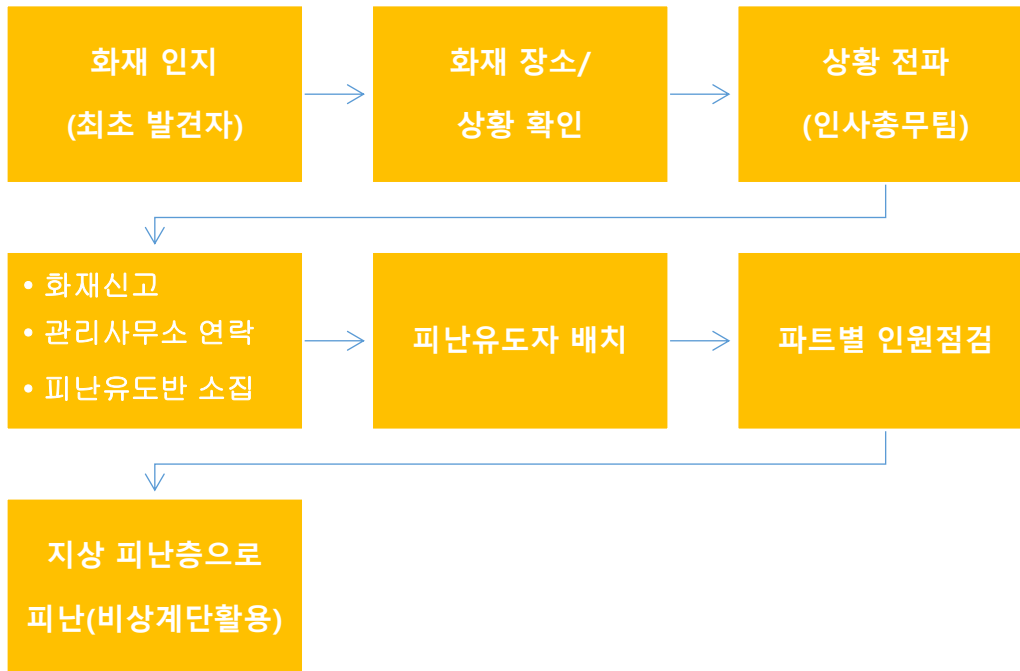 화재 인지
(최초 발견자)
화재 장소/
상황 확인
상황 전파
(인사총무팀)
• 화재신고
• 관리사무소 연락
• 피난유도반 소집
피난유도자 배치
파트별 인원점검
지상 피난층으로
피난(비상계단활용)